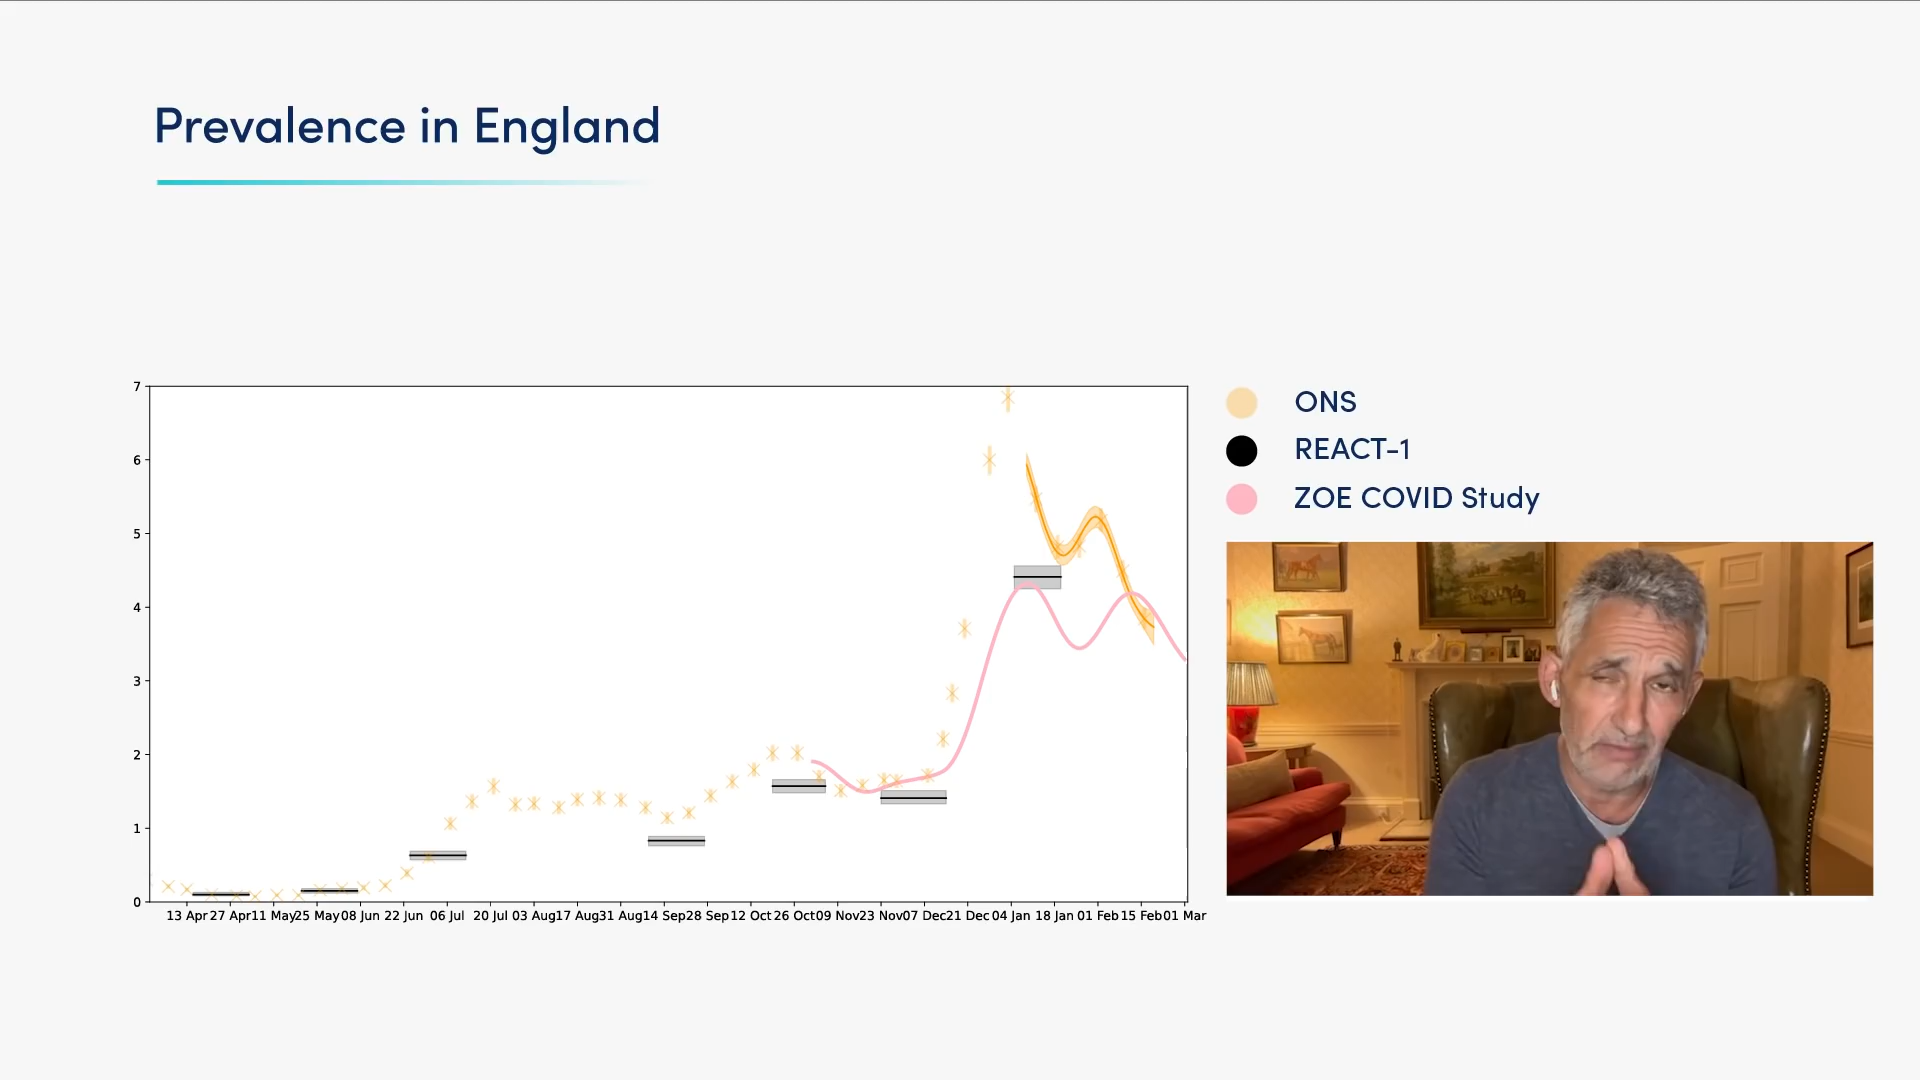 Prevalence in England
7
6
5
4
3
2
1
0
13 Apr 27 Apr 11 May 25 May 08 Jun 22 Jun 06 Jul 20 Jul 03 Aug 17 Aug 31 Aug 14 Sep 28 Sep 12 Oct 26 Oct 09 Nov 23 Nov 07 Dec 21 Dec 04 Jan 18 Jan 01 Feb 15 Feb 01 Mar
ONS
REACT-1
ZOE COVID Study